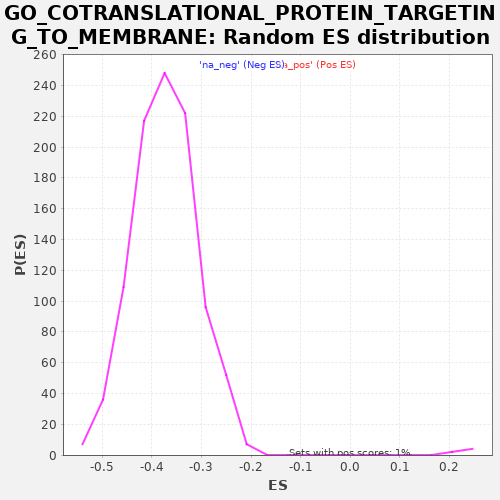 GO_COTRANSLATIONAL_PROTEIN_TARGETIN
G_TO_MEMBRANE: Random ES distribution
'na_neg' (Neg ES)
_pos' (Pos ES)
260
240
220
200
180
160
140
120
100
80
60
40
20
0
P(ES)
Sets with pos scores: 1%
-0.5 -0.4 -0.3 -0.2 -0.1 0.0 0.1 0.2
ES